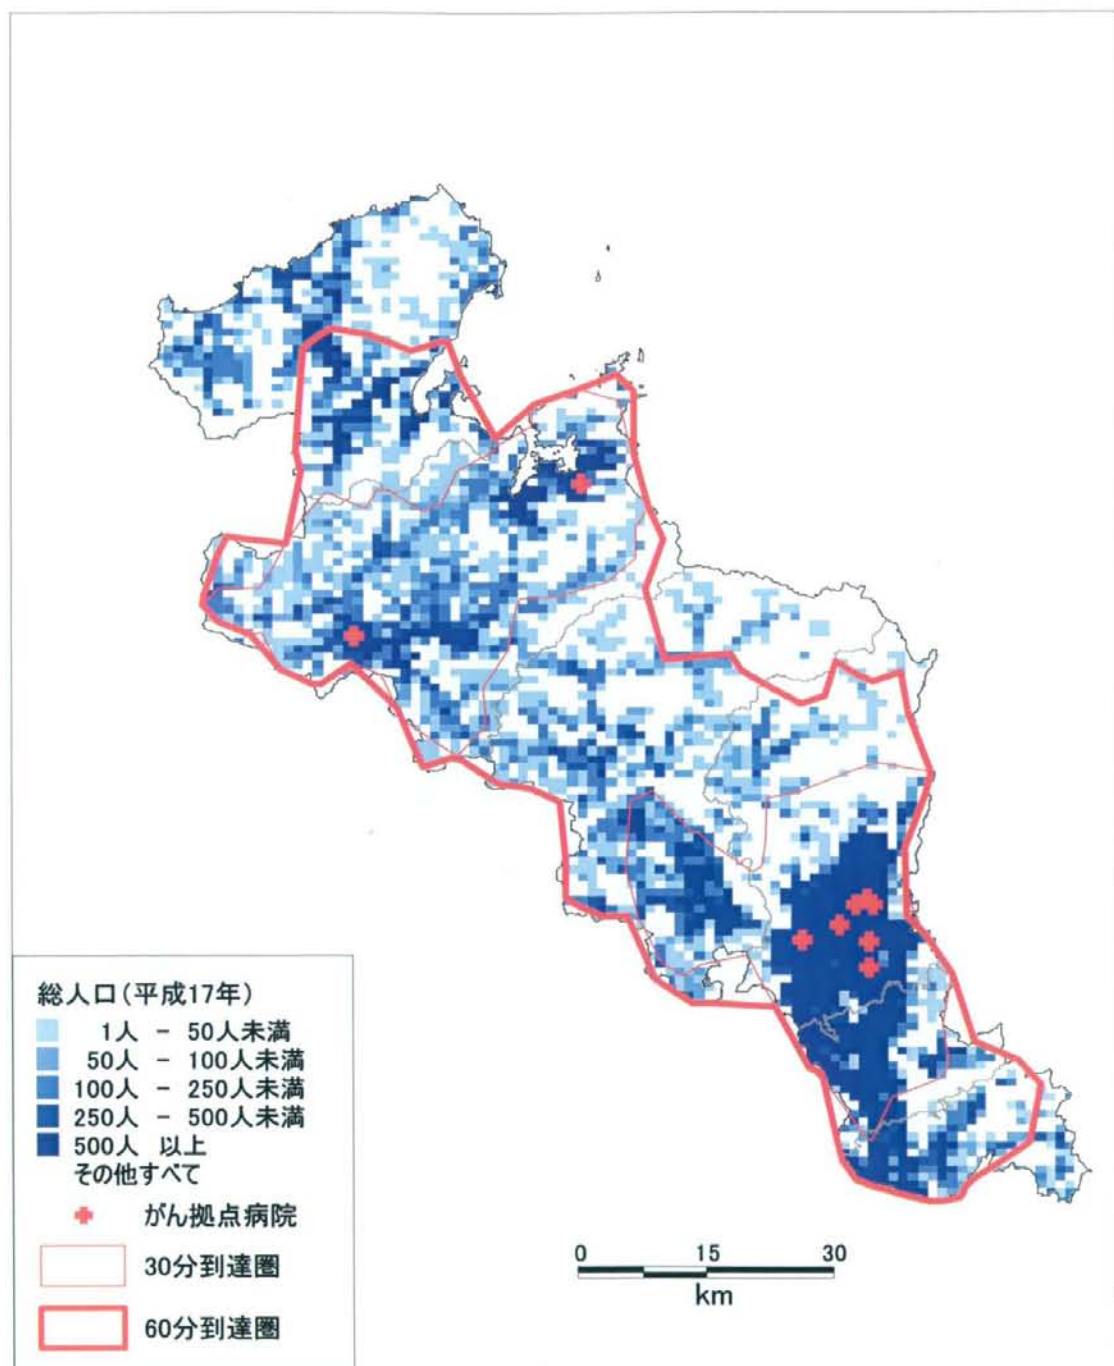 総人口(平成17年)
1人 - 50人未満
50人 - 100人未満
100人 - 250人未満
250人 - 500人未満
500人 以上
その他すべて
がん拠点病院
30分到達圏
60分到達圏
0 15 30
km